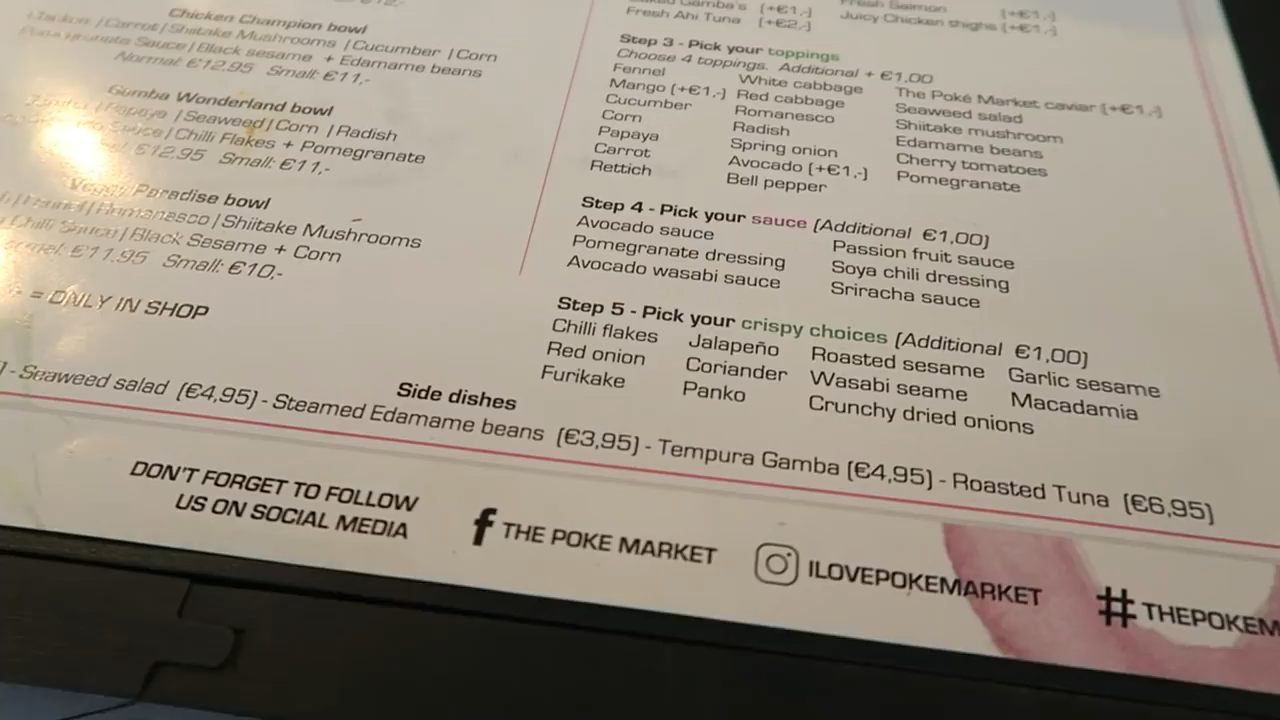 Chicken Champion bowl
/Carrot/Shiitake Mushrooms |Cucumber |Corn
Sauce|Black sesame + Edamame beans
Normal: €12.95 Small: €11,-
Gamba Wonderland bowl
|Papaya |Seaweed|Corn |Radish
Sauce|Chilli Flakes + Pomegranate
€12.95 Small: €11,-
Veggy Paradise bowl
|Romanesco|Shiitake Mushrooms
Chilli Sauce|Black Sesame + Corn
€11.95 Small: €10,-
= ONLY IN SHOP
Gamba's (+€1,-) Fresh Salmon (+€1,-)
Fresh Ahi Tuna (+€2,-) Juicy Chicken thighs (+€1,-)
Step 3 - Pick your toppings
Choose 4 toppings. Additional + €1,00
Fennel White cabbage The Poké Market caviar (+€1,-)
Mango (+€1,-) Red cabbage Seaweed salad
Cucumber Romanesco Shiitake mushroom
Corn Radish Edamame beans
Papaya Spring onion Cherry tomatoes
Carrot Avocado (+€1,-) Pomegranate
Rettich Bell pepper
Step 4 - Pick your sauce (Additional €1,00)
Avocado sauce Passion fruit sauce
Pomegranate dressing Soya chili dressing
Avocado wasabi sauce Sriracha sauce
Step 5 - Pick your crispy choices (Additional €1,00)
Chilli flakes Jalapeño Roasted sesame Garlic sesame
Red onion Coriander Wasabi seame Macadamia
Furikake Panko Crunchy dried onions
Side dishes
- Seaweed salad (€4,95) - Steamed Edamame beans (€3,95) - Tempura Gamba (€4,95) - Roasted Tuna (€6,95)
DON'T FORGET TO FOLLOW
US ON SOCIAL MEDIA
f THE POKE MARKET
ILOVEPOKEMARKET
#THEPOKEM